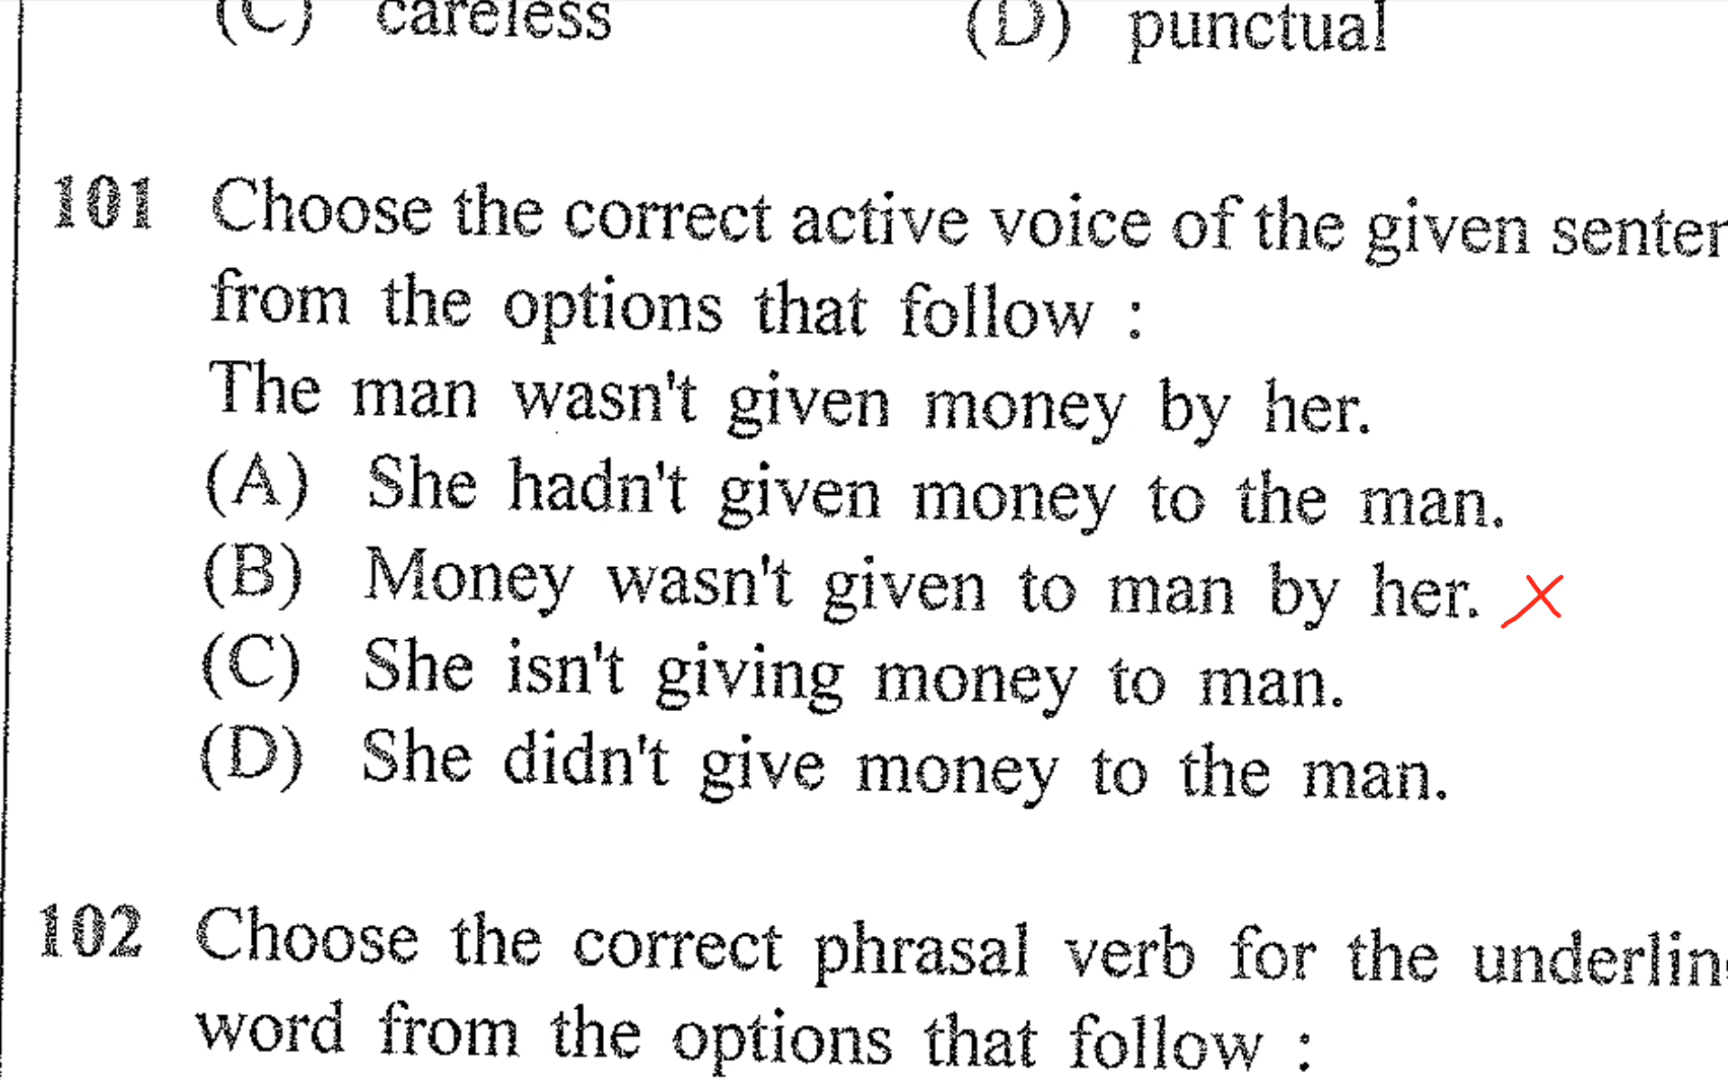 (C) careless (D) punctual
101 Choose the correct active voice of the given
from the options that follow :
The man wasn't given money by her.
(A) She hadn't given money to the man.
(B) Money wasn't given to man by her.
(C) She isn't giving money to man.
(D) She didn't give money to the man.
102 Choose the correct phrasal verb for the
word from the options that follow :